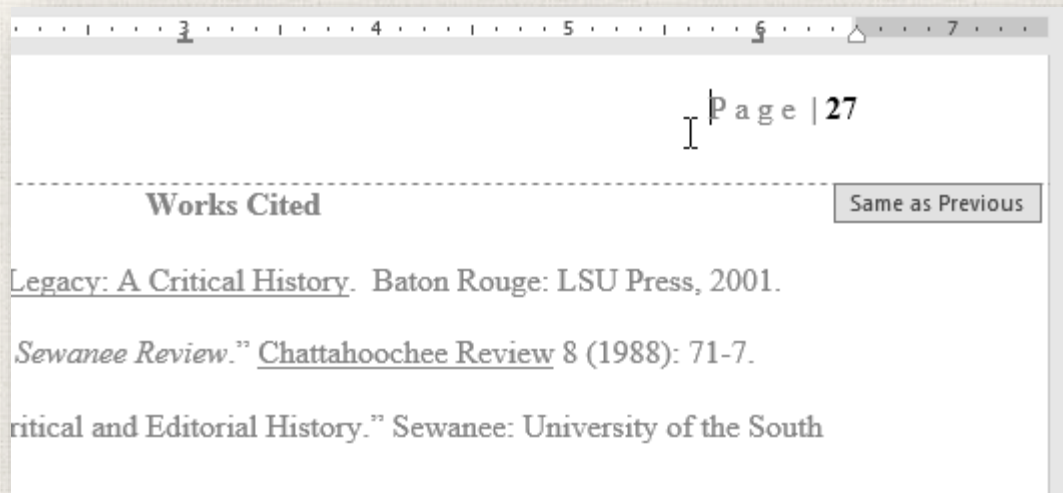 3 4 5 6 7
P a g e | 27
Works Cited
Same as Previous
Legacy: A Critical History.  Baton Rouge: LSU Press, 2001.
Sewanee Review.” Chattahoochee Review 8 (1988): 71-7.
ritical and Editorial History.” Sewanee: University of the South